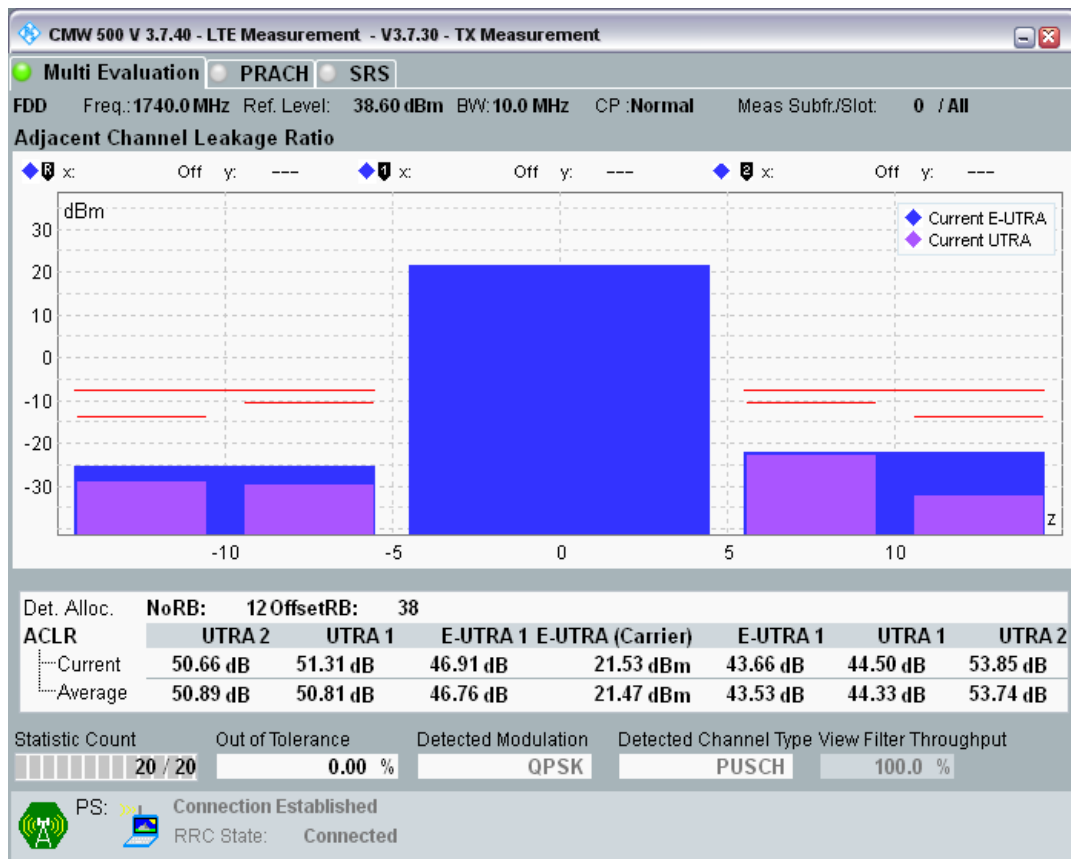 CMW 500 V 3.7.40 - LTE Measurement - V3.7.30 - TX Measurement
Multi Evaluation PRACH SRS
FDD Freq.:1740.0 MHz Ref. Level: 38.60 dBm BW:10.0 MHz CP :Normal Meas Subfr./Slot: 0 / All
Adjacent Channel Leakage Ratio
R x: Off y: --- 1 x: Off y: --- 2 x: Off y: ---
dBm
Current E-UTRA
Current UTRA
30
20
10
0
-10
-20
-30
z
-10 -5 0 5 10
Det. Alloc. NoRB: 12 OffsetRB: 38
ACLR UTRA 2 UTRA 1 E-UTRA 1 E-UTRA (Carrier) E-UTRA 1 UTRA 1 UTRA 2
Current 50.66 dB 51.31 dB 46.91 dB 21.53 dBm 43.66 dB 44.50 dB 53.85 dB
Average 50.89 dB 50.81 dB 46.76 dB 21.47 dBm 43.53 dB 44.33 dB 53.74 dB
Statistic Count Out of Tolerance Detected Modulation Detected Channel Type View Filter Throughput
20 / 20 0.00 % QPSK PUSCH 100.0 %
PS: Connection Established
RRC State: Connected